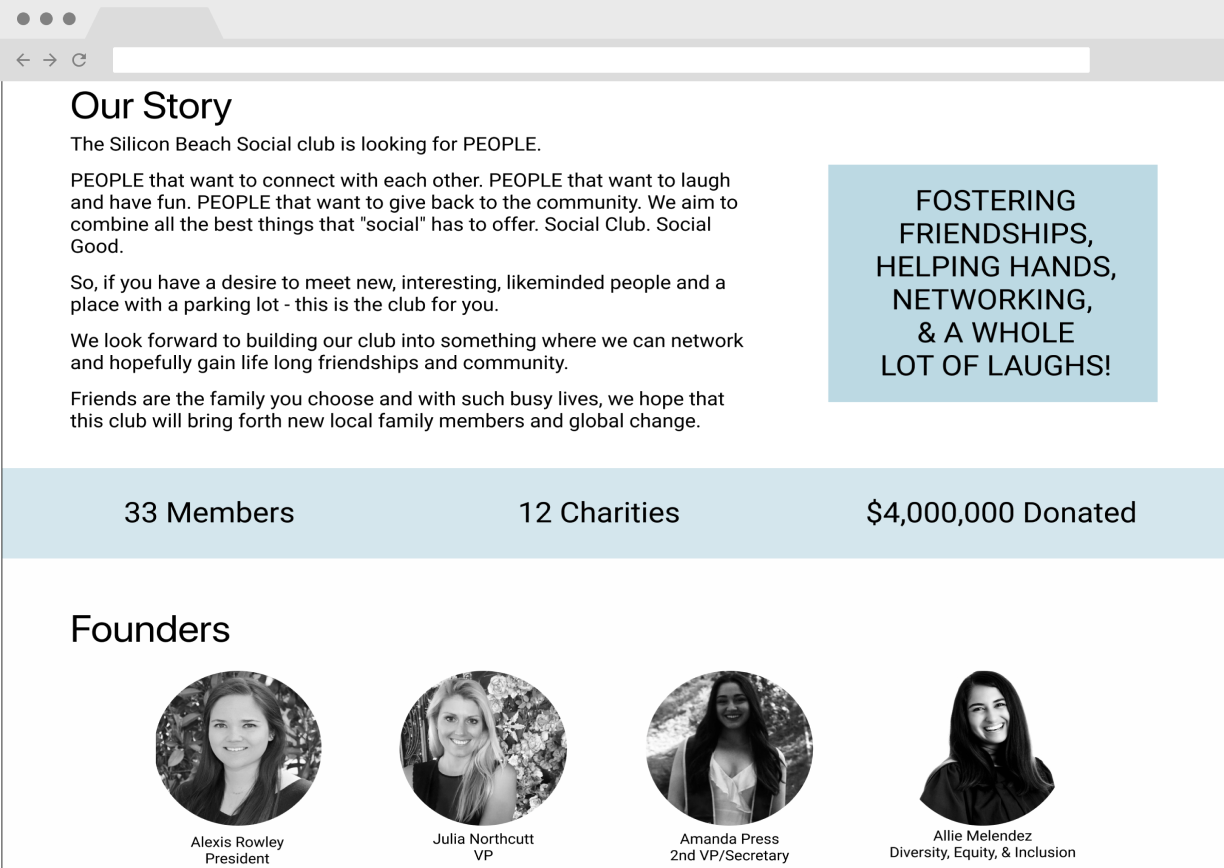 Our Story
The Silicon Beach Social club is looking for PEOPLE.
PEOPLE that want to connect with each other. PEOPLE that want to laugh
and have fun. PEOPLE that want to give back to the community. We aim to
combine all the best things that "social" has to offer. Social Club. Social
Good.
So, if you have a desire to meet new, interesting, likeminded people and a
place with a parking lot - this is the club for you.
We look forward to building our club into something where we can network
and hopefully gain life long friendships and community.
Friends are the family you choose and with such busy lives, we hope that
this club will bring forth new local family members and global change.
FOSTERING
FRIENDSHIPS,
HELPING HANDS,
NETWORKING,
& A WHOLE
LOT OF LAUGHS!
33 Members
12 Charities
$4,000,000 Donated
Founders
Alexis Rowley
President
Julia Northcutt
VP
Amanda Press
2nd VP/Secretary
Allie Melendez
Diversity, Equity, & Inclusion